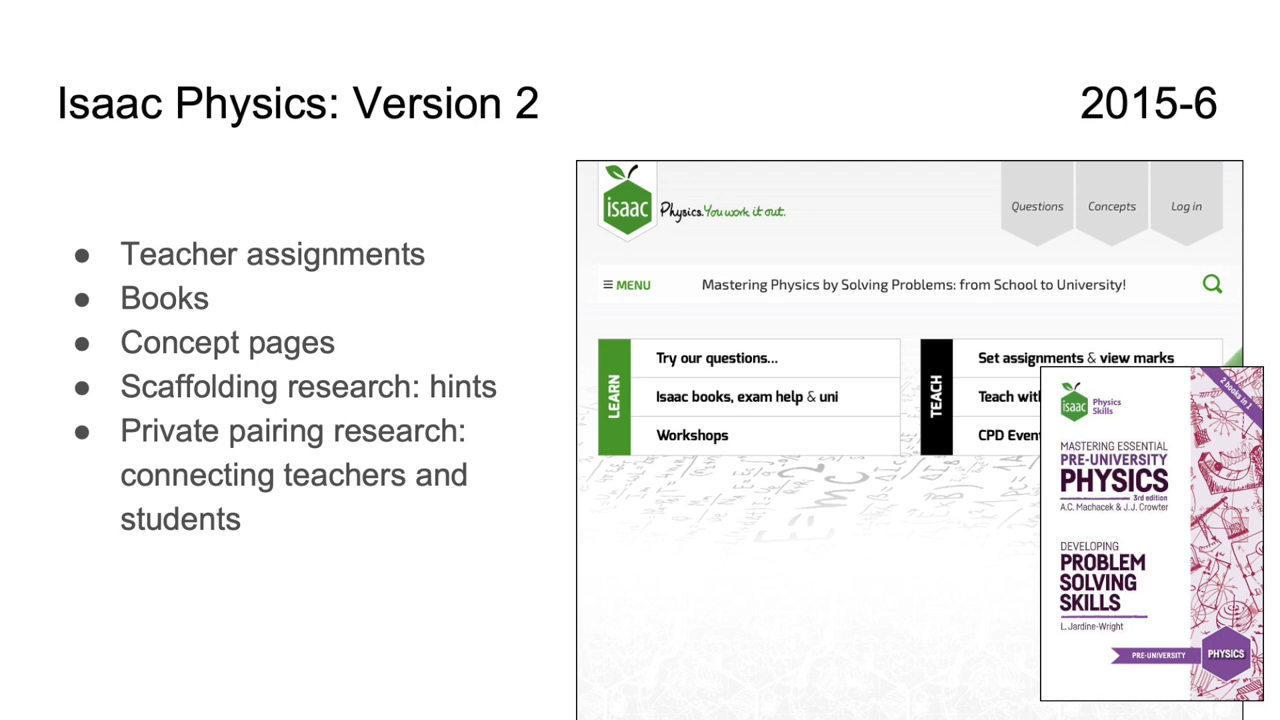 Isaac Physics: Version 2
2015-6
● Teacher assignments
● Books
● Concept pages
● Scaffolding research: hints
● Private pairing research:
connecting teachers and
students
isaac
Physics. You work it out.
Questions
Concepts
Log in
≡ MENU
Mastering Physics by Solving Problems: from School to University!
LEARN
Try our questions...
Isaac books, exam help & uni
Workshops
TEACH
Set assignments & view marks
Teach with
CPD Event
isaac
Physics
Skills
2 books in 1
MASTERING ESSENTIAL
PRE-UNIVERSITY
PHYSICS
3rd edition
A.C. Machacek & J.J. Crowter
DEVELOPING
PROBLEM
SOLVING
SKILLS
L. Jardine-Wright
PRE-UNIVERSITY
PHYSICS